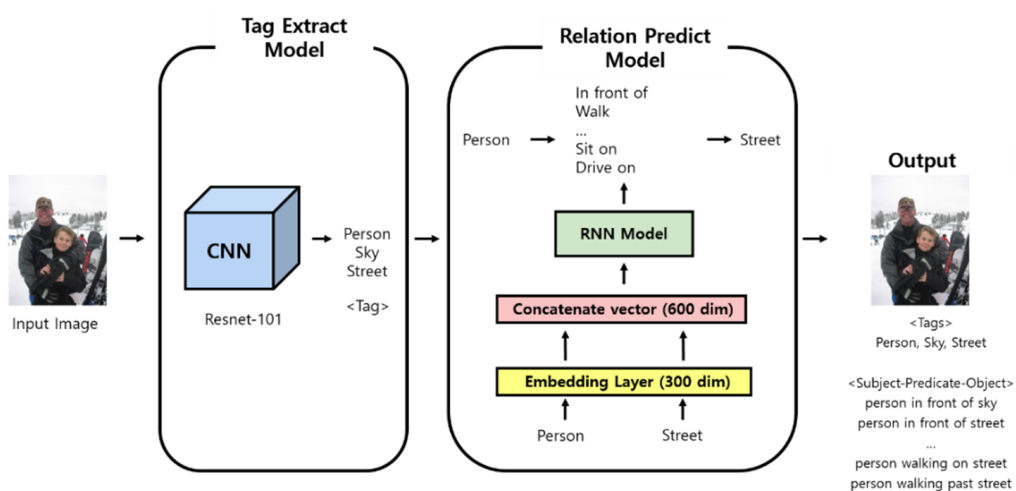 Tag Extract
Model
Relation Predict
Model
In front of
Walk
...
Sit on
Drive on
Person
Street
Output
CNN
Person
Sky
Street
<Tag>
Resnet-101
RNN Model
Concatenate vector (600 dim)
Embedding Layer (300 dim)
Person
Street
Input Image
<Tags>
Person, Sky, Street
<Subject-Predicate-Object>
person in front of sky
person in front of street
...
person walking on street
person walking past street